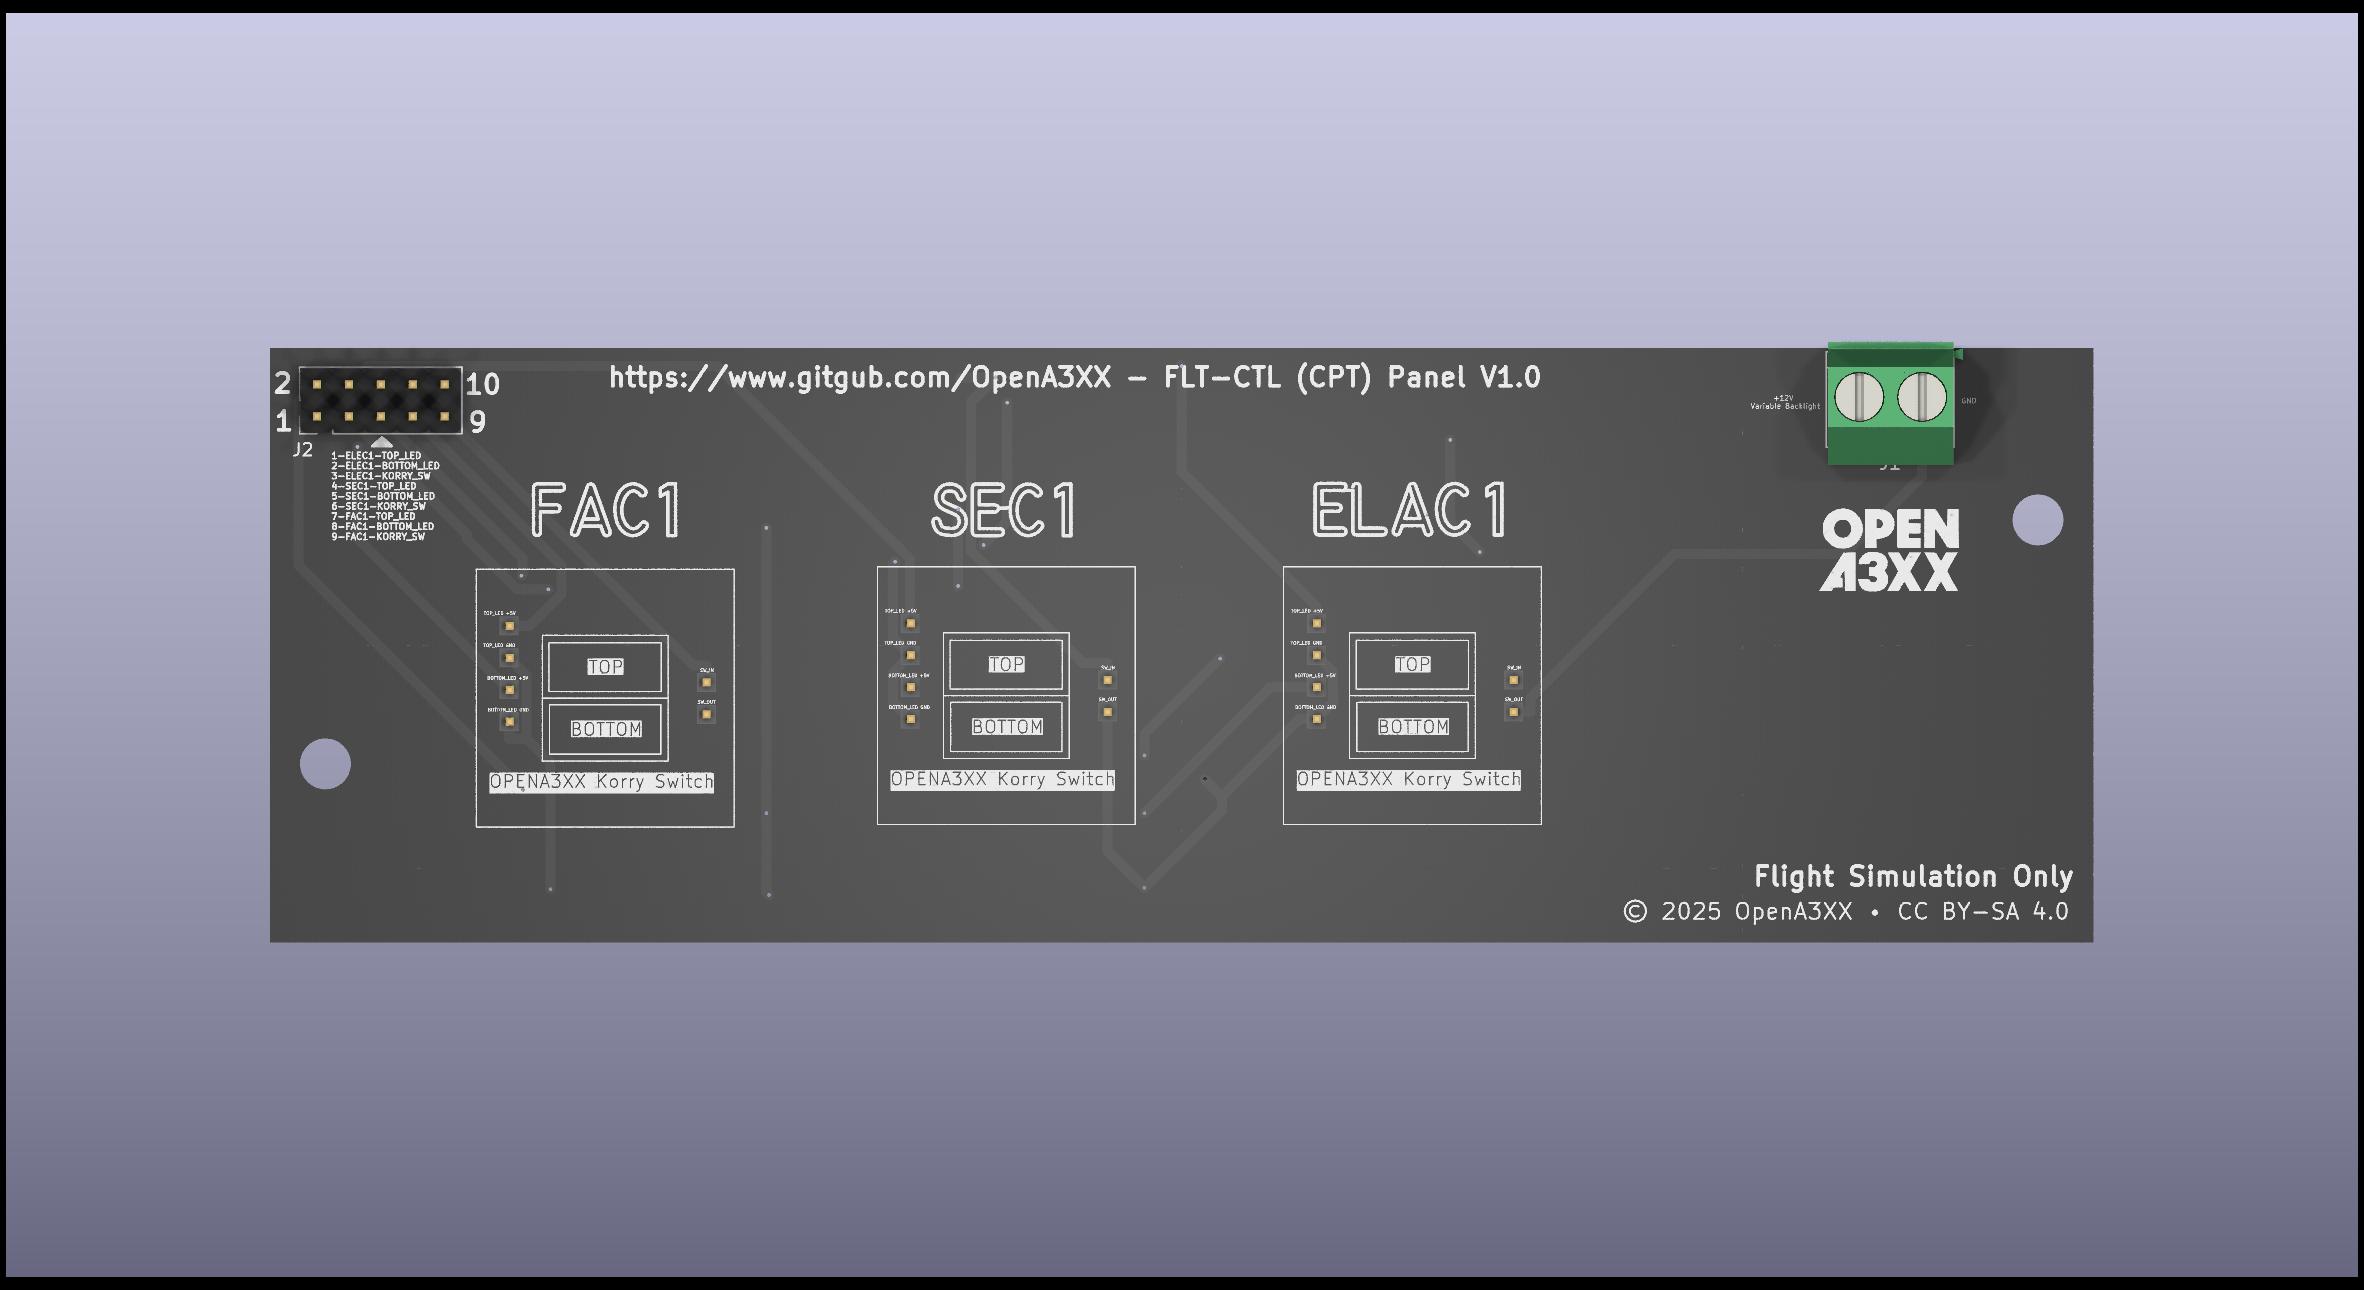 https://www.gitgub.com/OpenA3XX - FLT-CTL (CPT) Panel V1.0
2
10
1
9
J2
1-ELEC1-TOP_LED
2-ELEC1-BOTTOM_LED
3-ELEC1-KORRY_SW
4-SEC1-TOP_LED
5-SEC1-BOTTOM_LED
6-SEC1-KORRY_SW
7-FAC1-TOP_LED
8-FAC1-BOTTOM_LED
9-FAC1-KORRY_SW
+12V
Variable Backlight
GND
J1
FAC1
TOP_LED +5V
TOP_LED GND
BOTTOM_LED +5V
BOTTOM_LED GND
TOP
BOTTOM
SW_IN
SW_OUT
OPENA3XX Korry Switch
SEC1
TOP_LED +5V
TOP_LED GND
BOTTOM_LED +5V
BOTTOM_LED GND
TOP
BOTTOM
SW_IN
SW_OUT
OPENA3XX Korry Switch
ELAC1
TOP_LED +5V
TOP_LED GND
BOTTOM_LED +5V
BOTTOM_LED GND
TOP
BOTTOM
SW_IN
SW_OUT
OPENA3XX Korry Switch
OPEN
A3XX
Flight Simulation Only
© 2025 OpenA3XX • CC BY-SA 4.0